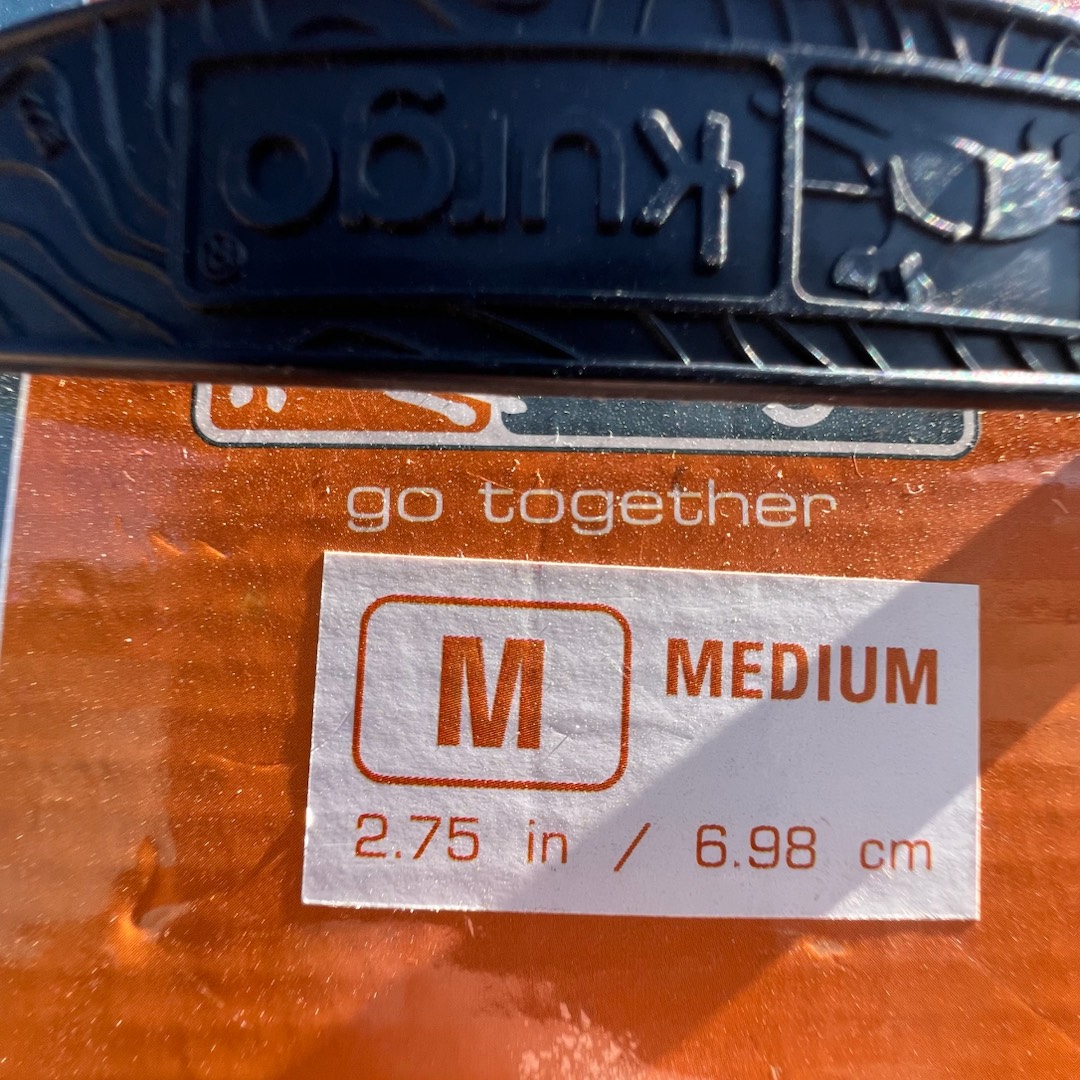 Kurgo
go together
M MEDIUM
2.75 in / 6.98 cm